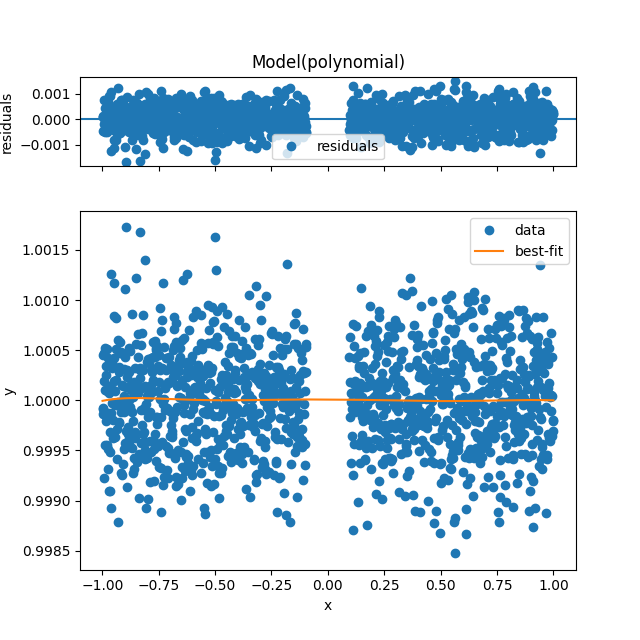 Model(polynomial)
residuals
0.001
0.000
−0.001
residuals
y
1.0015
1.0010
1.0005
1.0000
0.9995
0.9990
0.9985
data
best-fit
−1.00 −0.75 −0.50 −0.25 0.00 0.25 0.50 0.75 1.00
x